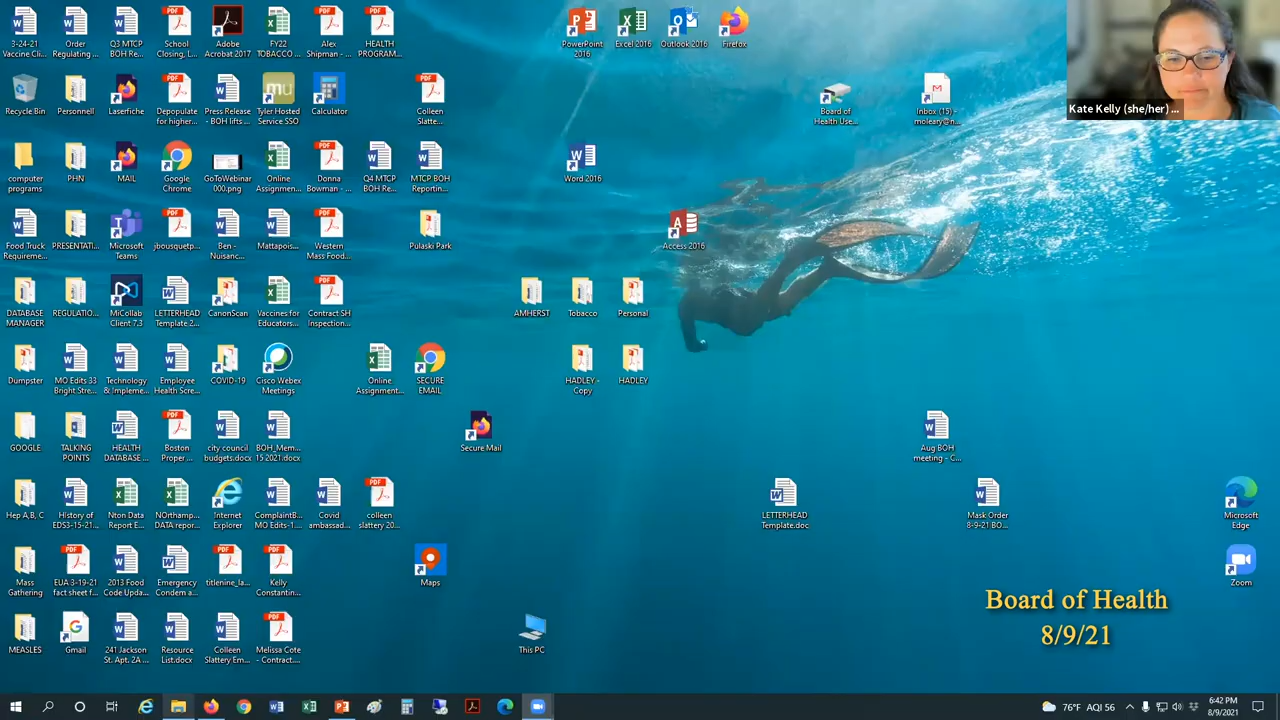 3-24-21
Vaccine Cli...
Order
Regulating ...
Q3 MTCP
BOH Re...
School
Closing, L...
Adobe
Acrobat 2017
FY22
TOBACCO ...
Alex
Shipman - ...
HEALTH
PROGRAM...
PowerPoint
2016
Excel 2016
Outlook 2016
Firefox
Kate Kelly (she/her) ...
Recycle Bin
Personnell
Laserfiche
Depopulate
for higher...
Press Release
- BOH lifts ...
Tyler Hosted
Service SSO
Calculator
Colleen
Slatte...
Board of
Health Use...
Inbox (15) -
moleary@n...
computer
programs
PHN
MAIL
Google
Chrome
GoToWebinar
000.png
Online
Assignmen...
Donna
Bowman - ...
Q4 MTCP
BOH Re...
MTCP BOH
Reportin...
Word 2016
Food Truck
Requireme...
PRESENTATI...
Microsoft
Teams
jbousquetp...
Ben -
Nuisanc...
Mattapois...
Western
Mass Food...
Pulaski Park
Access 2016
DATABASE
MANAGER
REGULATIO...
MiCollab
Client 7.3
LETTERHEAD
Template 2...
CanonScan
Vaccines for
Educators...
Contract SH
Inspection...
AMHERST
Tobacco
Personal
Dumpster
MO Edits 33
Bright Stre...
Technology
& Impleme...
Employee
Health Scre...
COVID-19
Cisco Webex
Meetings
Online
Assignment...
SECURE
EMAIL
HADLEY -
Copy
HADLEY
GOOGLE
TALKING
POINTS
HEALTH
DATABASE ...
Boston
Proper ...
city council
budgets.docx
BOH_Mem...
15 2021.docx
Secure Mail
Aug BOH
meeting - C...
Hep A,B, C
History of
EDS3-15-21...
Nton Data
Report E...
NOrthamp...
DATA repor...
Internet
Explorer
ComplaintB...
MO Edits-1....
Covid
ambassad...
colleen
slattery 20...
LETTERHEAD
Template.doc
Mask Order
8-9-21 BO...
Microsoft
Edge
Mass
Gathering
EUA 3-19-21
fact sheet f...
2013 Food
Code Upda...
Emergency
Condem a...
titlenine_la...
Kelly
Constantin...
Maps
Zoom
Board of Health
8/9/21
MEASLES
Gmail
241 Jackson
St. Apt. 2A ...
Resource
List.docx
Colleen
Slattery Em...
Melissa Cote
- Contract....
This PC
76°F AQI 56
6:42 PM
8/9/2021